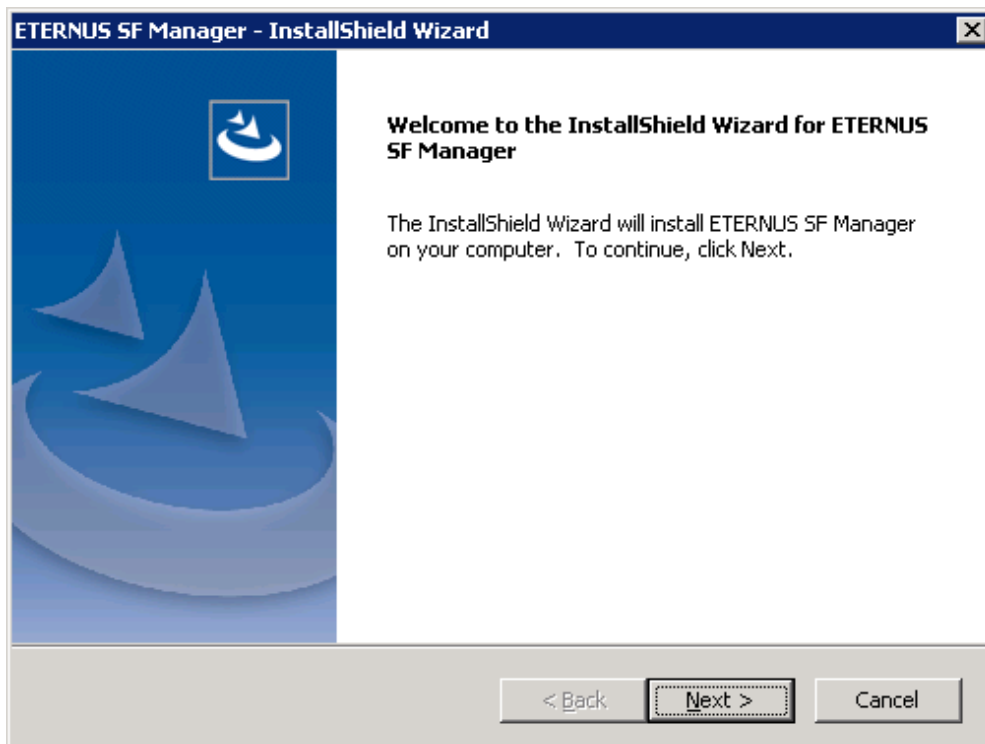 ETERNUS SF Manager - InstallShield Wizard
Welcome to the InstallShield Wizard for ETERNUS
SF Manager
The InstallShield Wizard will install ETERNUS SF Manager
on your computer.  To continue, click Next.
< Back   Next >   Cancel